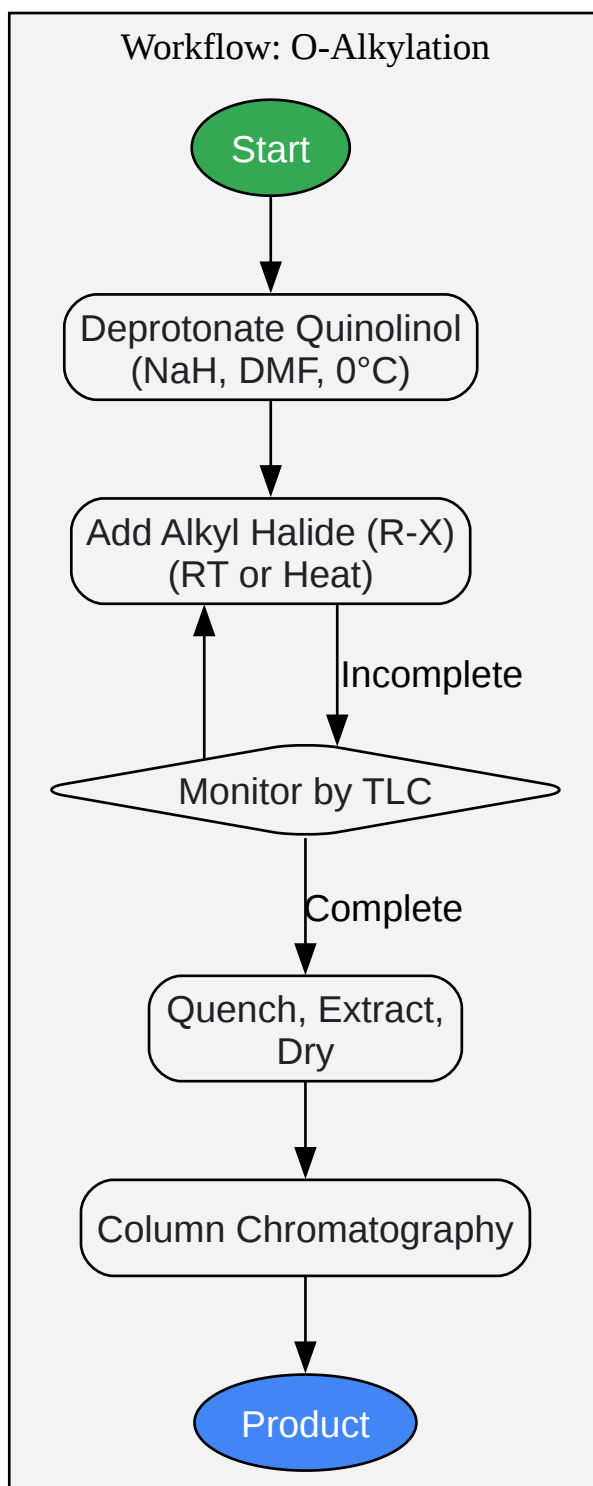 Workflow: O-Alkylation
Start
Deprotonate Quinolinol
(NaH, DMF, 0°C)
Add Alkyl Halide (R-X)
(RT or Heat)
Incomplete
Monitor by TLC
Complete
Quench, Extract,
Dry
Column Chromatography
Product